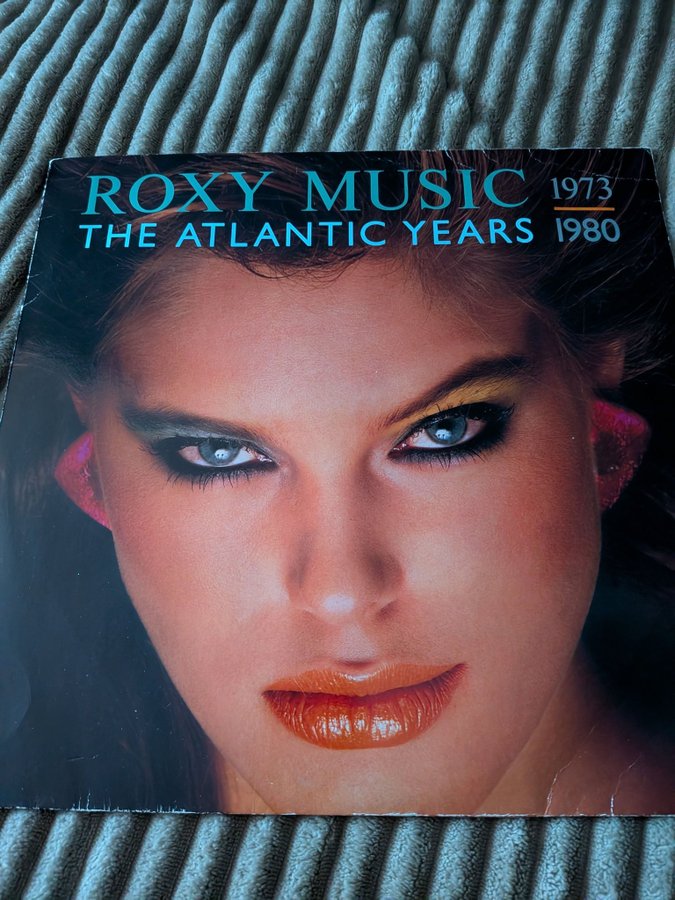 ROXY MUSIC 1973
THE ATLANTIC YEARS 1980